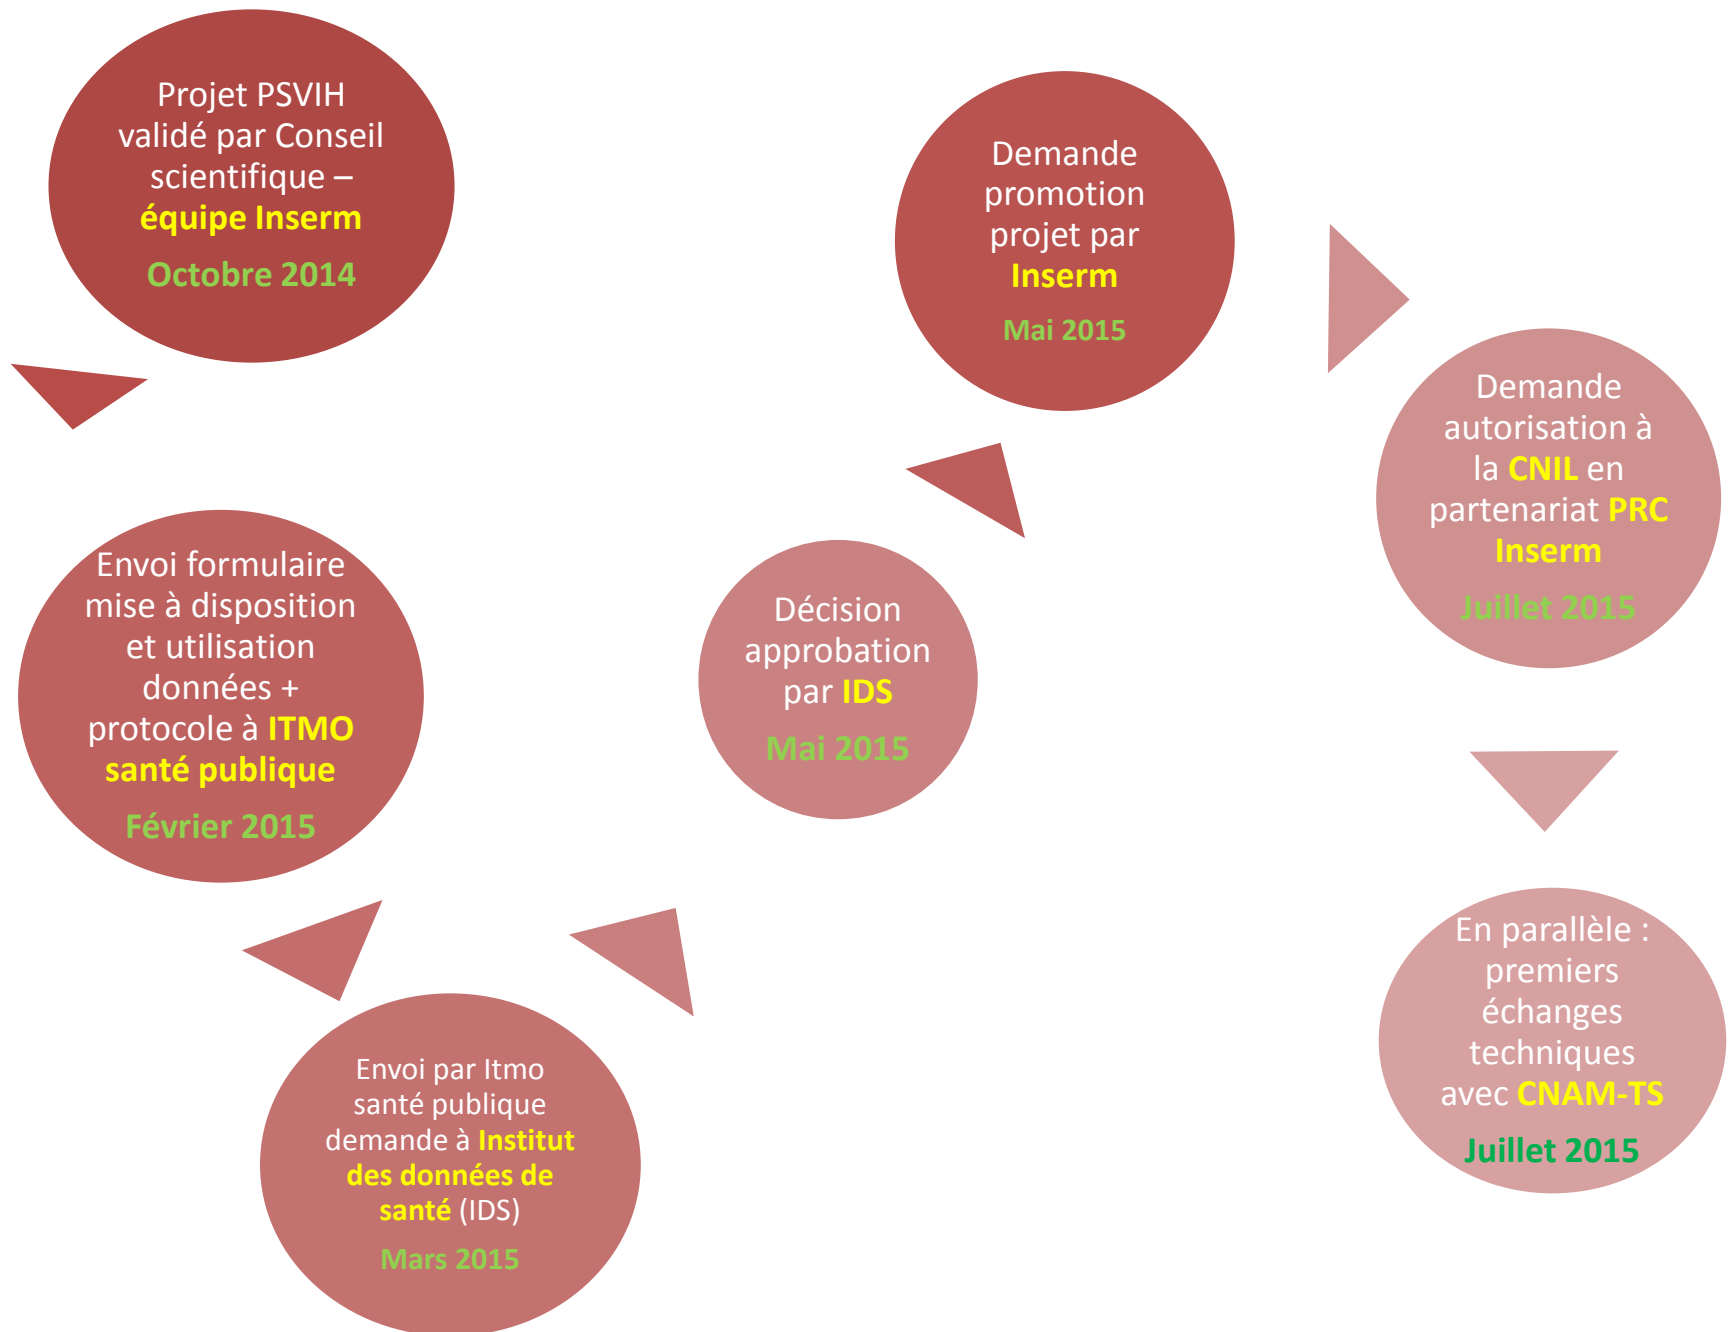 Projet PSVIH
validé par Conseil
scientifique –
équipe Inserm
Octobre 2014
Envoi formulaire
mise à disposition
et utilisation
données +
protocole à ITMO
santé publique
Février 2015
Envoi par Itmo
santé publique
demande à Institut
des données de
santé (IDS)
Mars 2015
Décision
approbation
par IDS
Mai 2015
Demande
promotion
projet par
Inserm
Mai 2015
Demande
autorisation à
la CNIL en
partenariat PRC
Inserm
Juillet 2015
En parallèle :
premiers
échanges
techniques
avec CNAM-TS
Juillet 2015